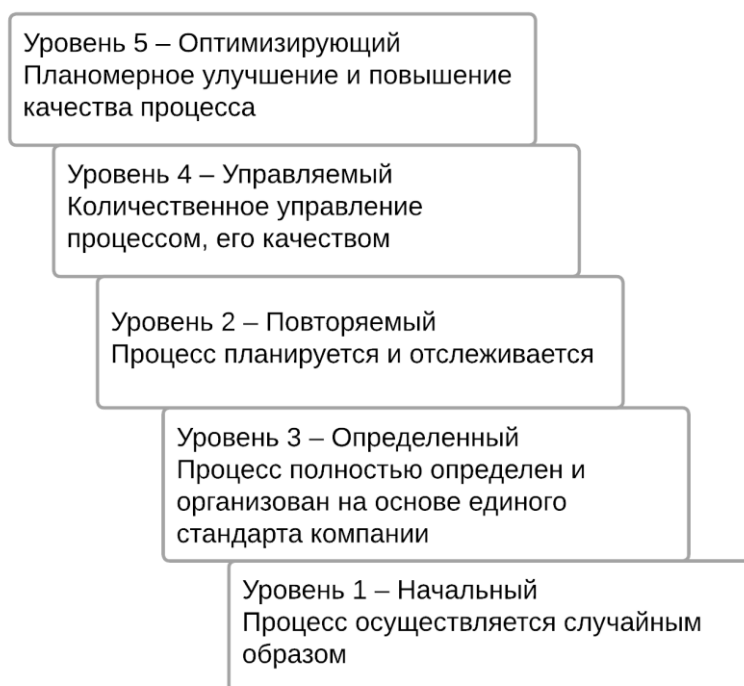 Уровень 5 – Оптимизирующий
Планомерное улучшение и повышение
качества процесса
Уровень 4 – Управляемый
Количественное управление
процессом, его качеством
Уровень 2 – Повторяемый
Процесс планируется и отслеживается
Уровень 3 – Определенный
Процесс полностью определен и
организован на основе единого
стандарта компании
Уровень 1 – Начальный
Процесс осуществляется случайным
образом